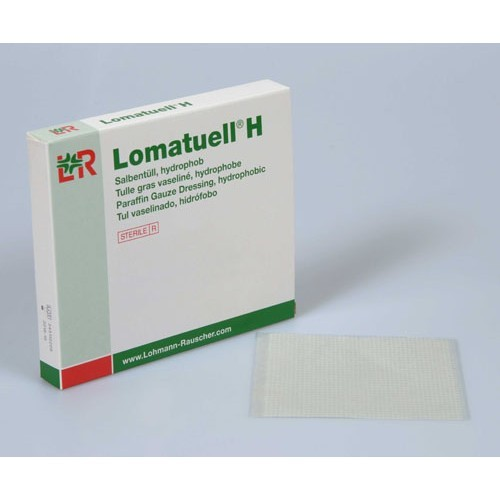 L&R
Lomatuell® H
Salbentüll, hydrophob
Tulle gras vaseliné, hydrophobe
Paraffin Gauze Dressing, hydrophobic
Tul vaselinado, hidrófobo
STERILE R
www.Lohmann-Rauscher.com